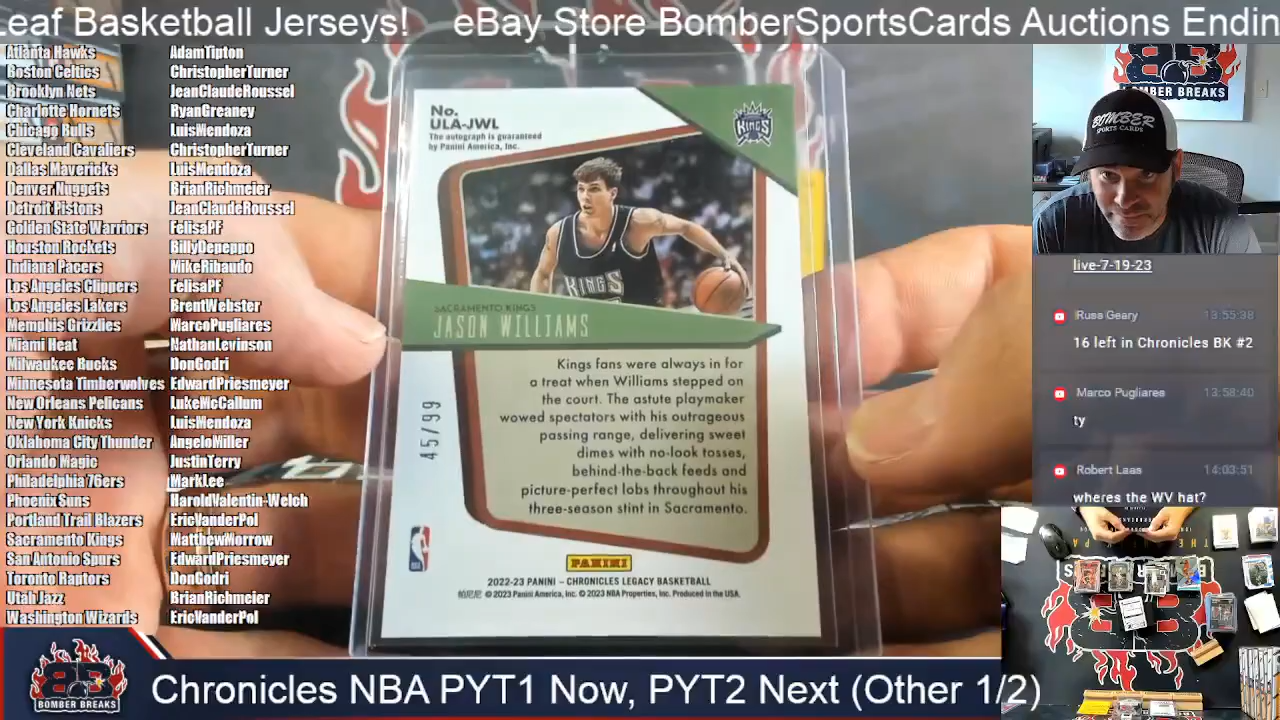 Leaf Basketball Jerseys! eBay Store BomberSportsCards Auctions Endin
Atlanta Hawks AdamTipton
Boston Celtics ChristopherTurner
Brooklyn Nets JeanClaudeRoussel
Charlotte Hornets RyanGreaney
Chicago Bulls LuisMendoza
Cleveland Cavaliers ChristopherTurner
Dallas Mavericks LuisMendoza
Denver Nuggets BrianRichmeier
Detroit Pistons JeanClaudeRoussel
Golden State Warriors FelisaPF
Houston Rockets BillyDeneppo
Indiana Pacers MikeRibaudo
Los Angeles Clippers FelisaPF
Los Angeles Lakers BrentWebster
Memphis Grizzlies MarcoPugliares
Miami Heat NathanLevinson
Milwaukee Bucks DonGodri
Minnesota Timberwolves EdwardPriesmeyer
New Orleans Pelicans LukeMcCallum
New York Knicks LuisMendoza
Oklahoma City Thunder AngeloMiller
Orlando Magic JustinTerry
Philadelphia 76ers MarkLee
Phoenix Suns HaroldValentin-Welch
Portland Trail Blazers EricVanderPol
Sacramento Kings MatthewMorrow
San Antonio Spurs EdwardPriesmeyer
Toronto Raptors DonGodri
Utah Jazz BrianRichmeier
Washington Wizards EricVanderPol
No.
ULA-JWL
The autograph is guaranteed
by Panini America, Inc.
KINGS
KINGS
SACRAMENTO KINGS
JASON WILLIAMS
Kings fans were always in for
a treat when Williams stepped on
the court. The astute playmaker
wowed spectators with his outrageous
passing range, delivering sweet
dimes with no-look tosses,
behind-the-back feeds and
picture-perfect lobs throughout his
three-season stint in Sacramento.
45/99
PANINI
2022-23 PANINI – CHRONICLES LEGACY BASKETBALL
帕尼尼 © 2023 Panini America, Inc. © 2023 NBA Properties, Inc. Produced in the USA.
BOMBER BREAKS
BOMBER
SPORTS CARDS
live-7-19-23
Russ Geary 13:55:38
16 left in Chronicles BK #2
Marco Pugliares 13:58:40
ty
Robert Laas 14:03:51
wheres the WV hat?
BOMBER BREAKS
Chronicles NBA PYT1 Now, PYT2 Next (Other 1/2)